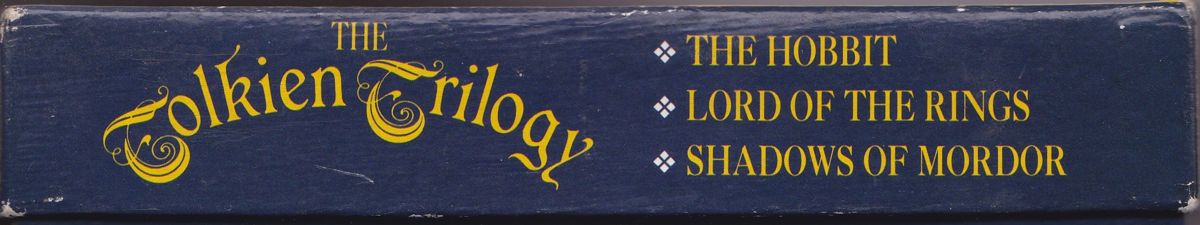 THE
Tolkien Trilogy
THE HOBBIT
LORD OF THE RINGS
SHADOWS OF MORDOR